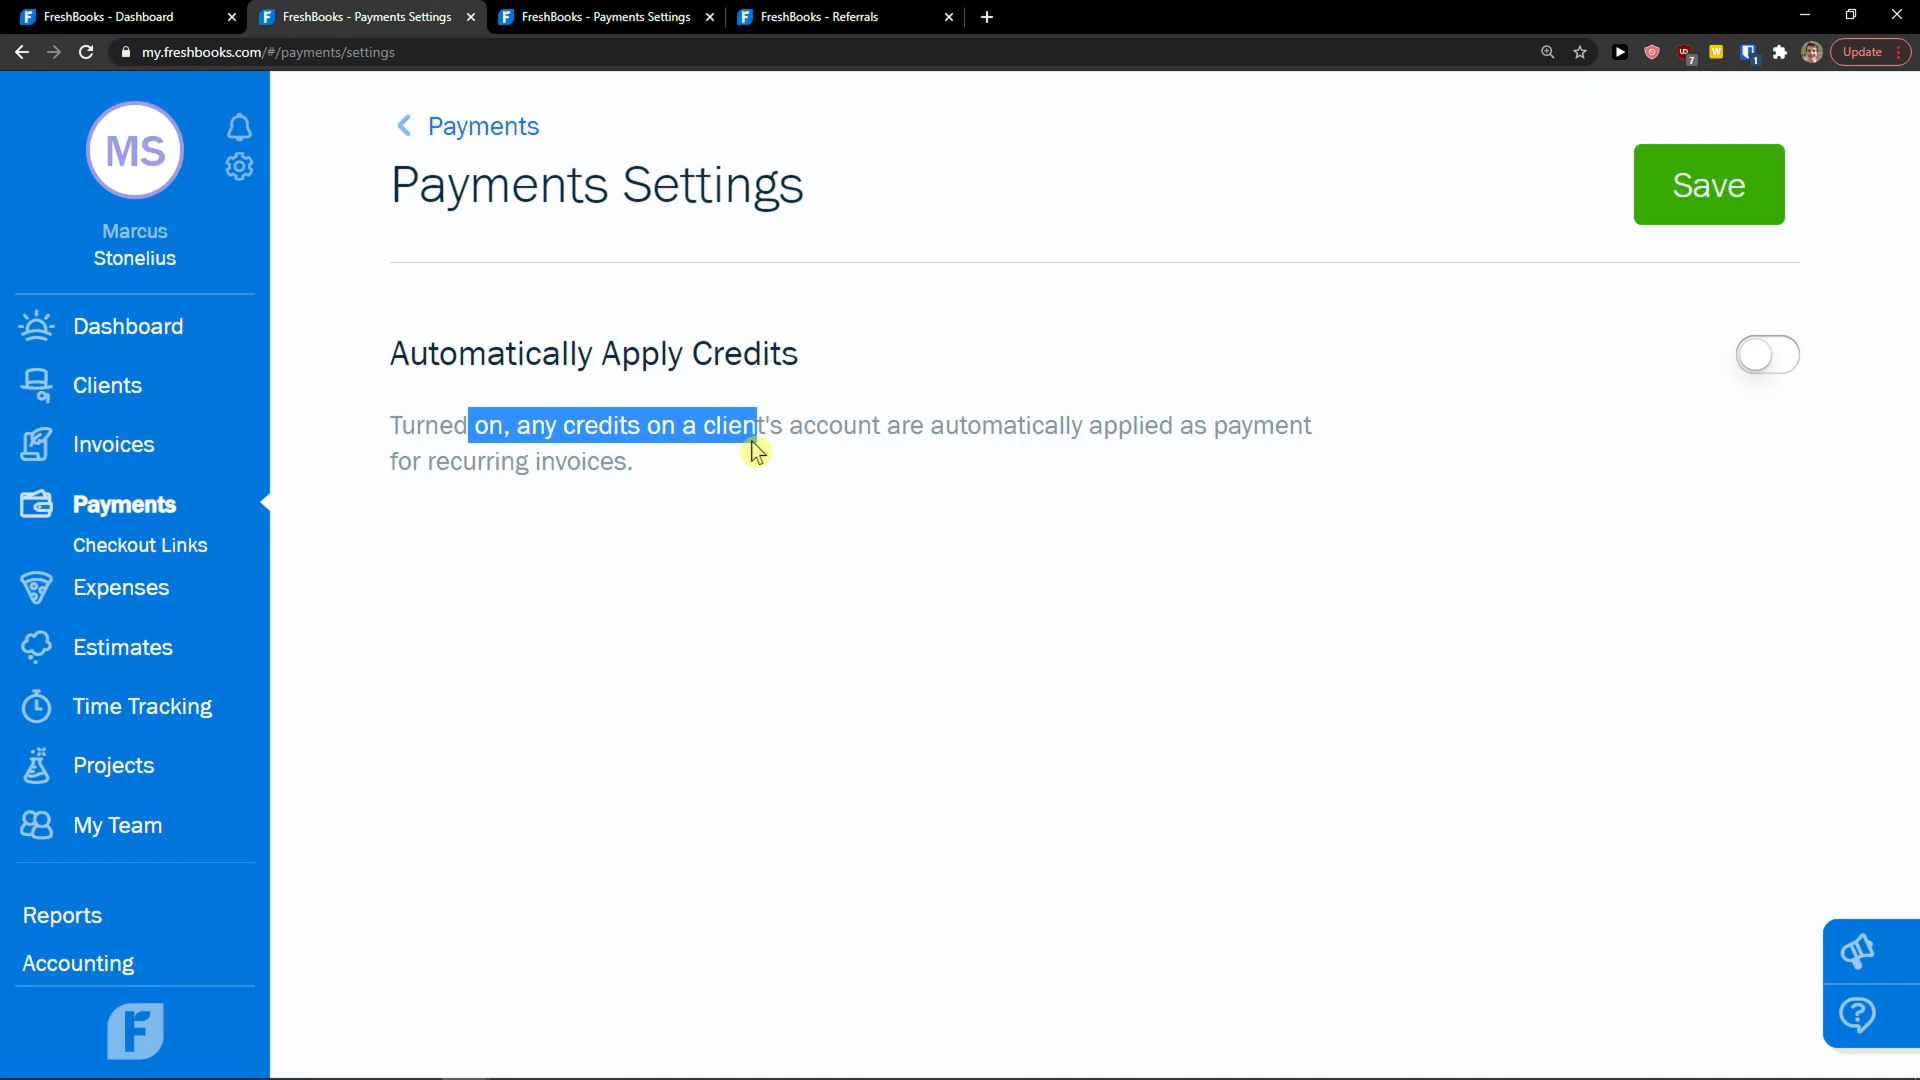 FreshBooks - Dashboard
FreshBooks - Payments Settings
FreshBooks - Payments Settings
FreshBooks - Referrals
my.freshbooks.com/#/payments/settings
7
W
1
Update
MS
Marcus
Stonelius
Dashboard
Clients
Invoices
Payments
Checkout Links
Expenses
Estimates
Time Tracking
Projects
My Team
Reports
Accounting
F
Payments
Payments Settings
Save
Automatically Apply Credits
Turned on, any credits on a client's account are automatically applied as payment
for recurring invoices.
?